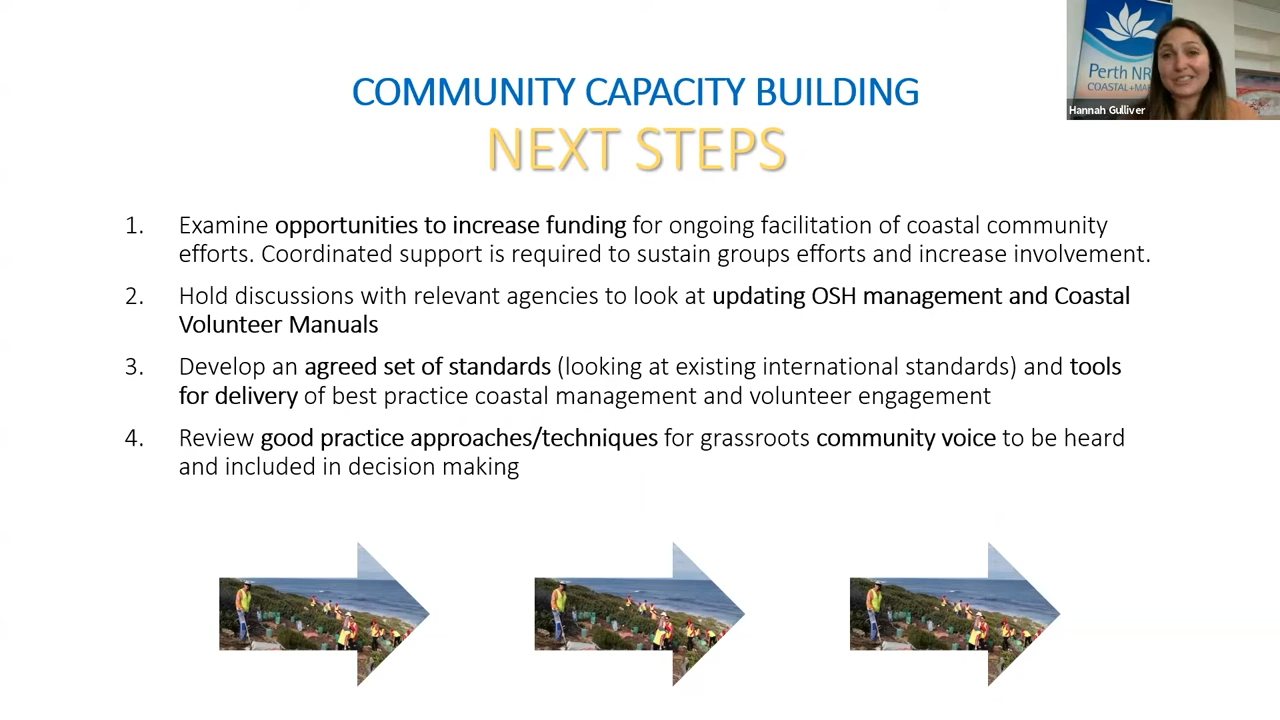 Perth NR
COASTAL+MA
Hannah Gulliver
COMMUNITY CAPACITY BUILDING
NEXT STEPS
1. Examine opportunities to increase funding for ongoing facilitation of coastal community
efforts. Coordinated support is required to sustain groups efforts and increase involvement.
2. Hold discussions with relevant agencies to look at updating OSH management and Coastal
Volunteer Manuals
3. Develop an agreed set of standards (looking at existing international standards) and tools
for delivery of best practice coastal management and volunteer engagement
4. Review good practice approaches/techniques for grassroots community voice to be heard
and included in decision making